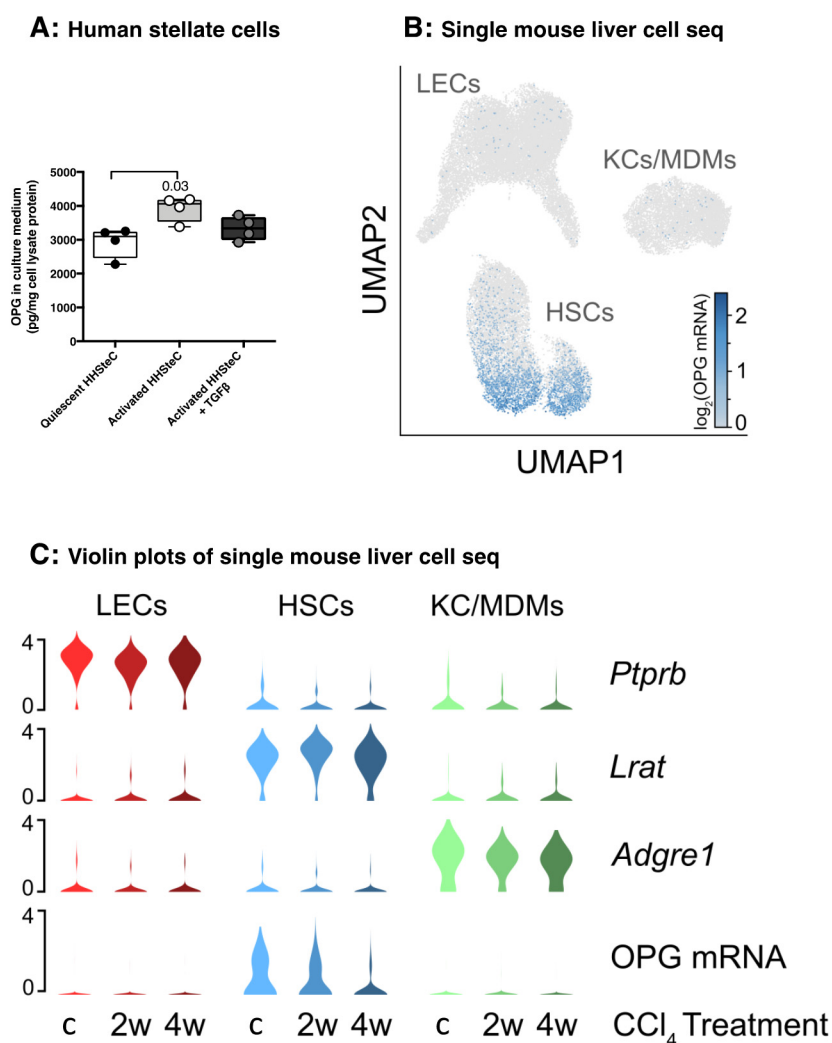 A: Human stellate cells
B: Single mouse liver cell seq
OPG in culture medium
(pg/mg cell lysate protein)
5000
4000
3000
2000
1000
0
0.03
Quiescent HHSteC
Activated HHSteC
Activated HHSteC
+ TGFβ
LECs
KCs/MDMs
HSCs
UMAP2
UMAP1
log2(OPG mRNA)
2
1
0
C: Violin plots of single mouse liver cell seq
LECs HSCs KC/MDMs
4
0
Ptprb
4
0
Lrat
4
0
Adgre1
4
0
OPG mRNA
c 2w 4w c 2w 4w c 2w 4w CCl4 Treatment